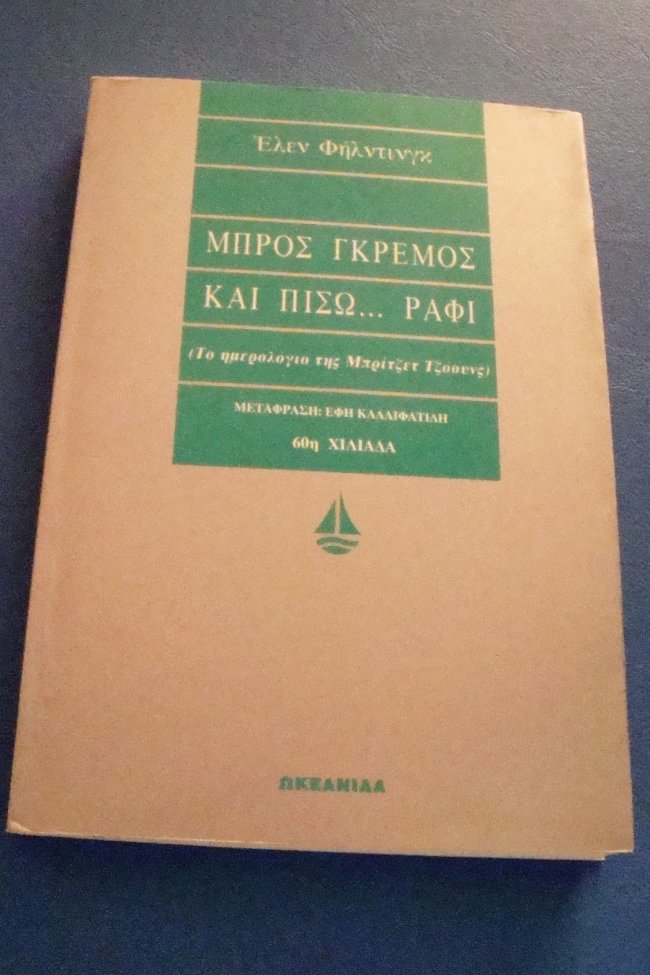 Έλεν Φήλντινγκ
ΜΠΡΟΣ ΓΚΡΕΜΟΣ
ΚΑΙ ΠΙΣΩ... ΡΑΦΙ
(Το ημερολόγιο της Μπρίτζετ Τζόουνς)
ΜΕΤΑΦΡΑΣΗ: ΕΦΗ ΚΑΛΛΙΦΑΤΙΔΗ
60η ΧΙΛΙΑΔΑ
ΩΚΕΑΝΙΔΑ